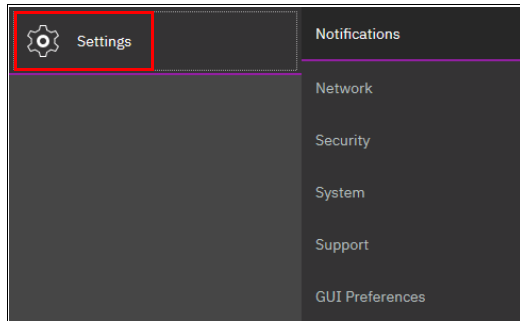 Settings
Notifications
Network
Security
System
Support
GUI Preferences